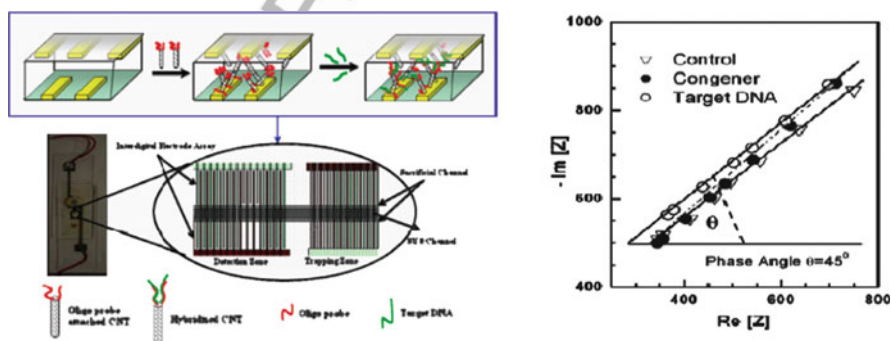 Interdigital Electrode Array
Sacrificial Channel
SU 8 Channel
Detection Zone
Trapping Zone
Oligo probe
attached CNT
Hybridized CNT
Oligo probe
Target DNA
1000
800
600
400
- Im [Z]
Control
Congener
Target DNA
θ
Phase Angle θ=45°
400
600
800
Re [Z]